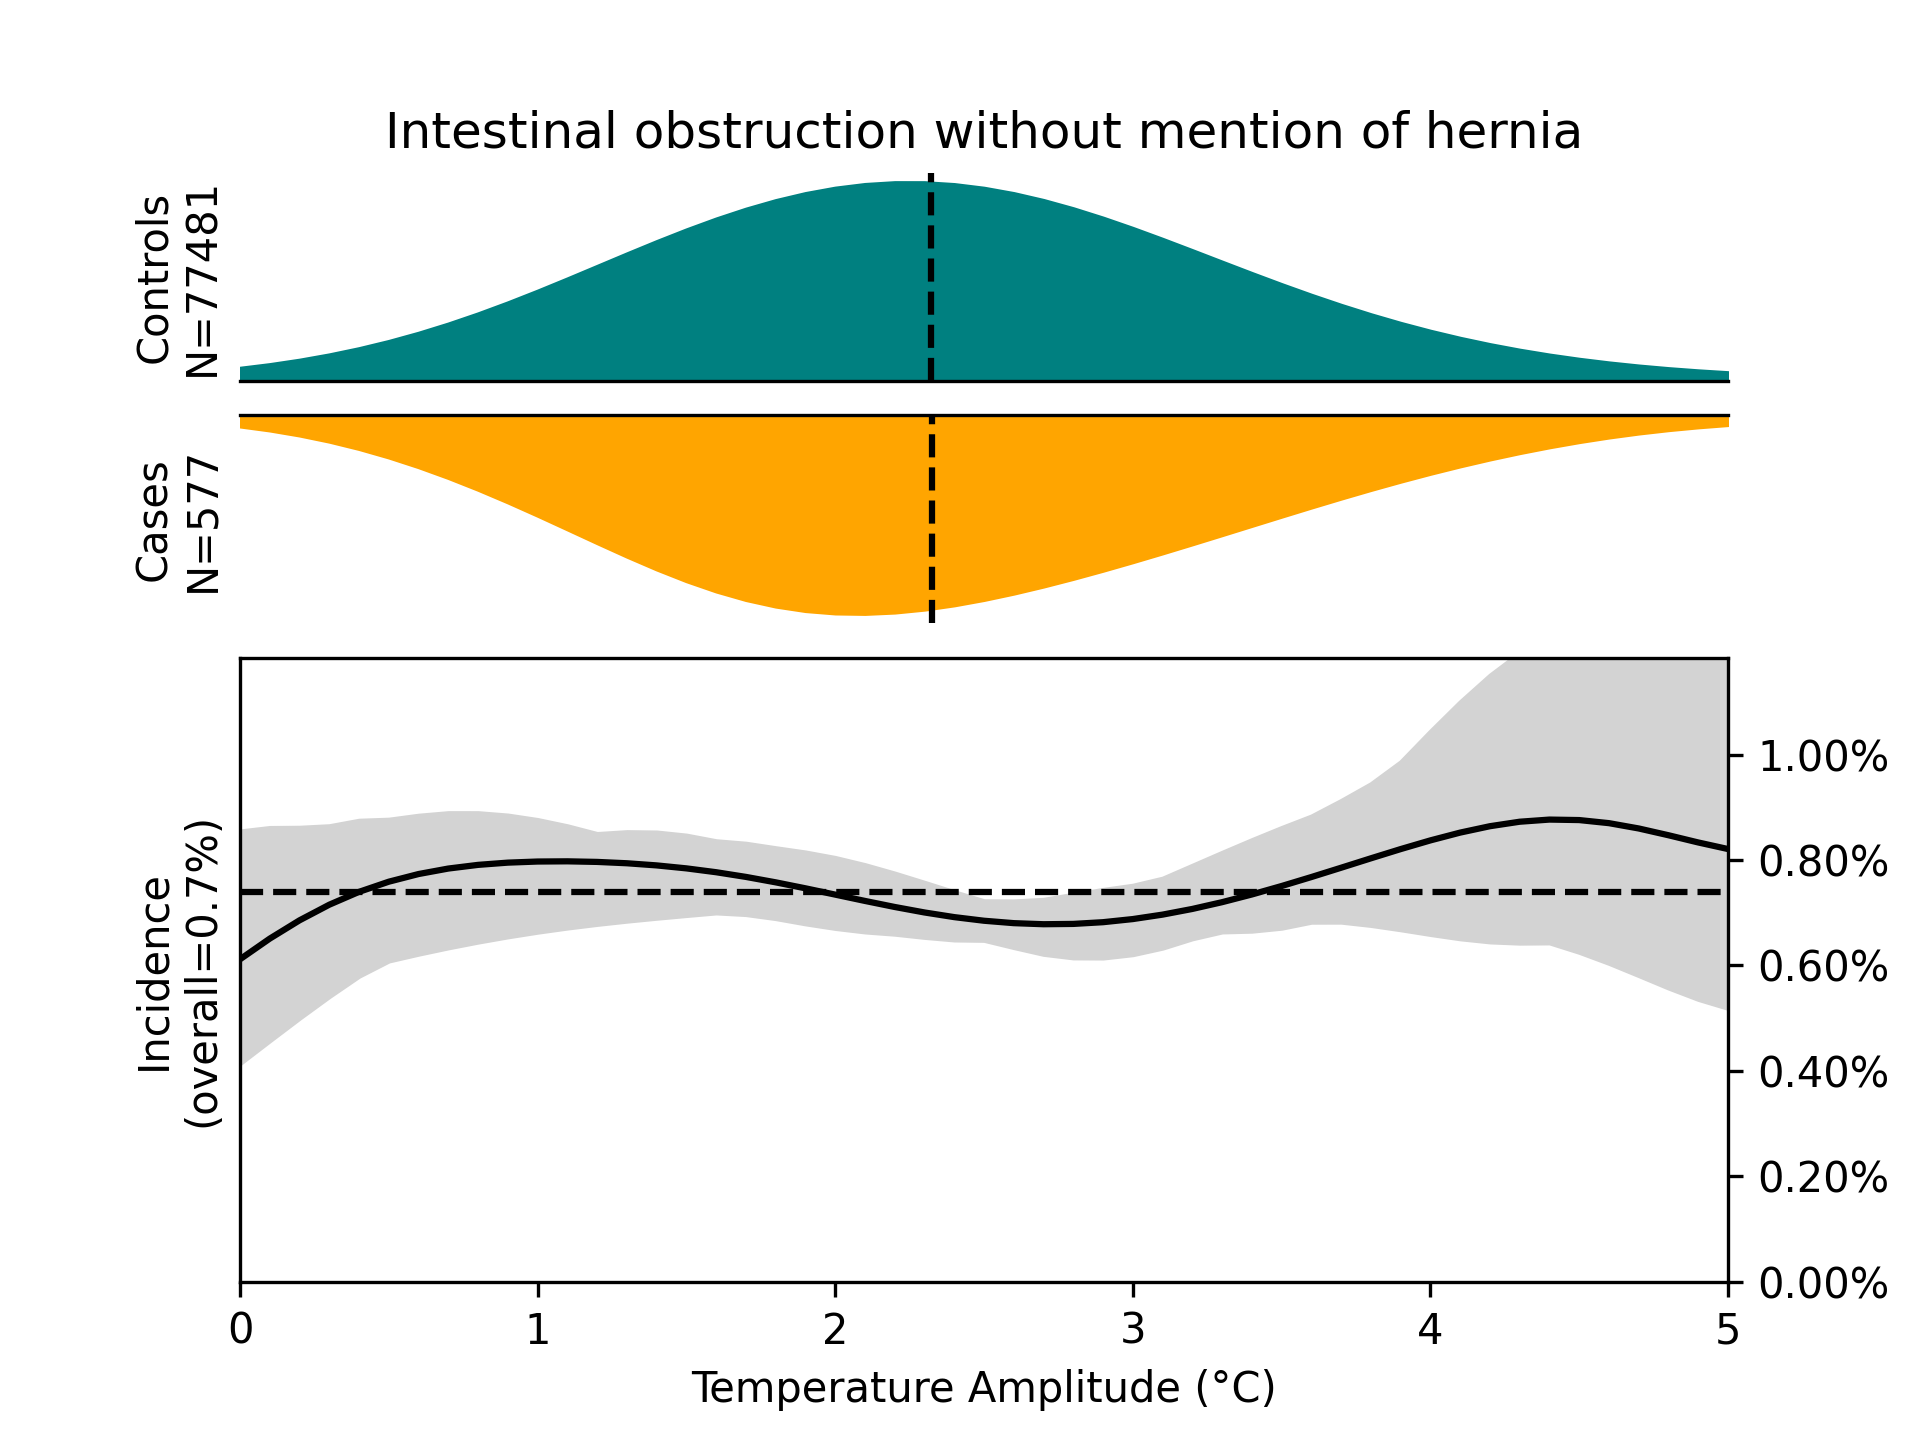 Intestinal obstruction without mention of hernia
Controls
N=77481
Cases
N=577
Incidence
(overall=0.7%)
1.00%
0.80%
0.60%
0.40%
0.20%
0.00%
0 1 2 3 4 5
Temperature Amplitude (°C)